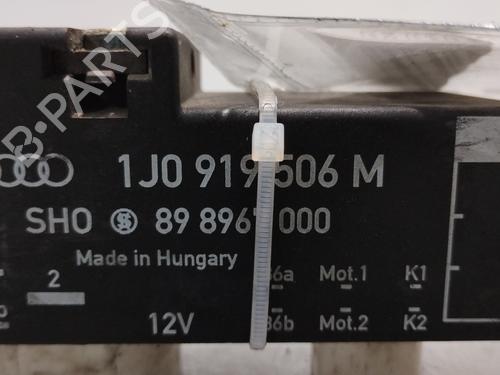 B-PARTS
1J0 919 506 M
SHO 89 8967 000
Made in Hungary
2 86a Mot.1 K1
12V 86b Mot.2 K2